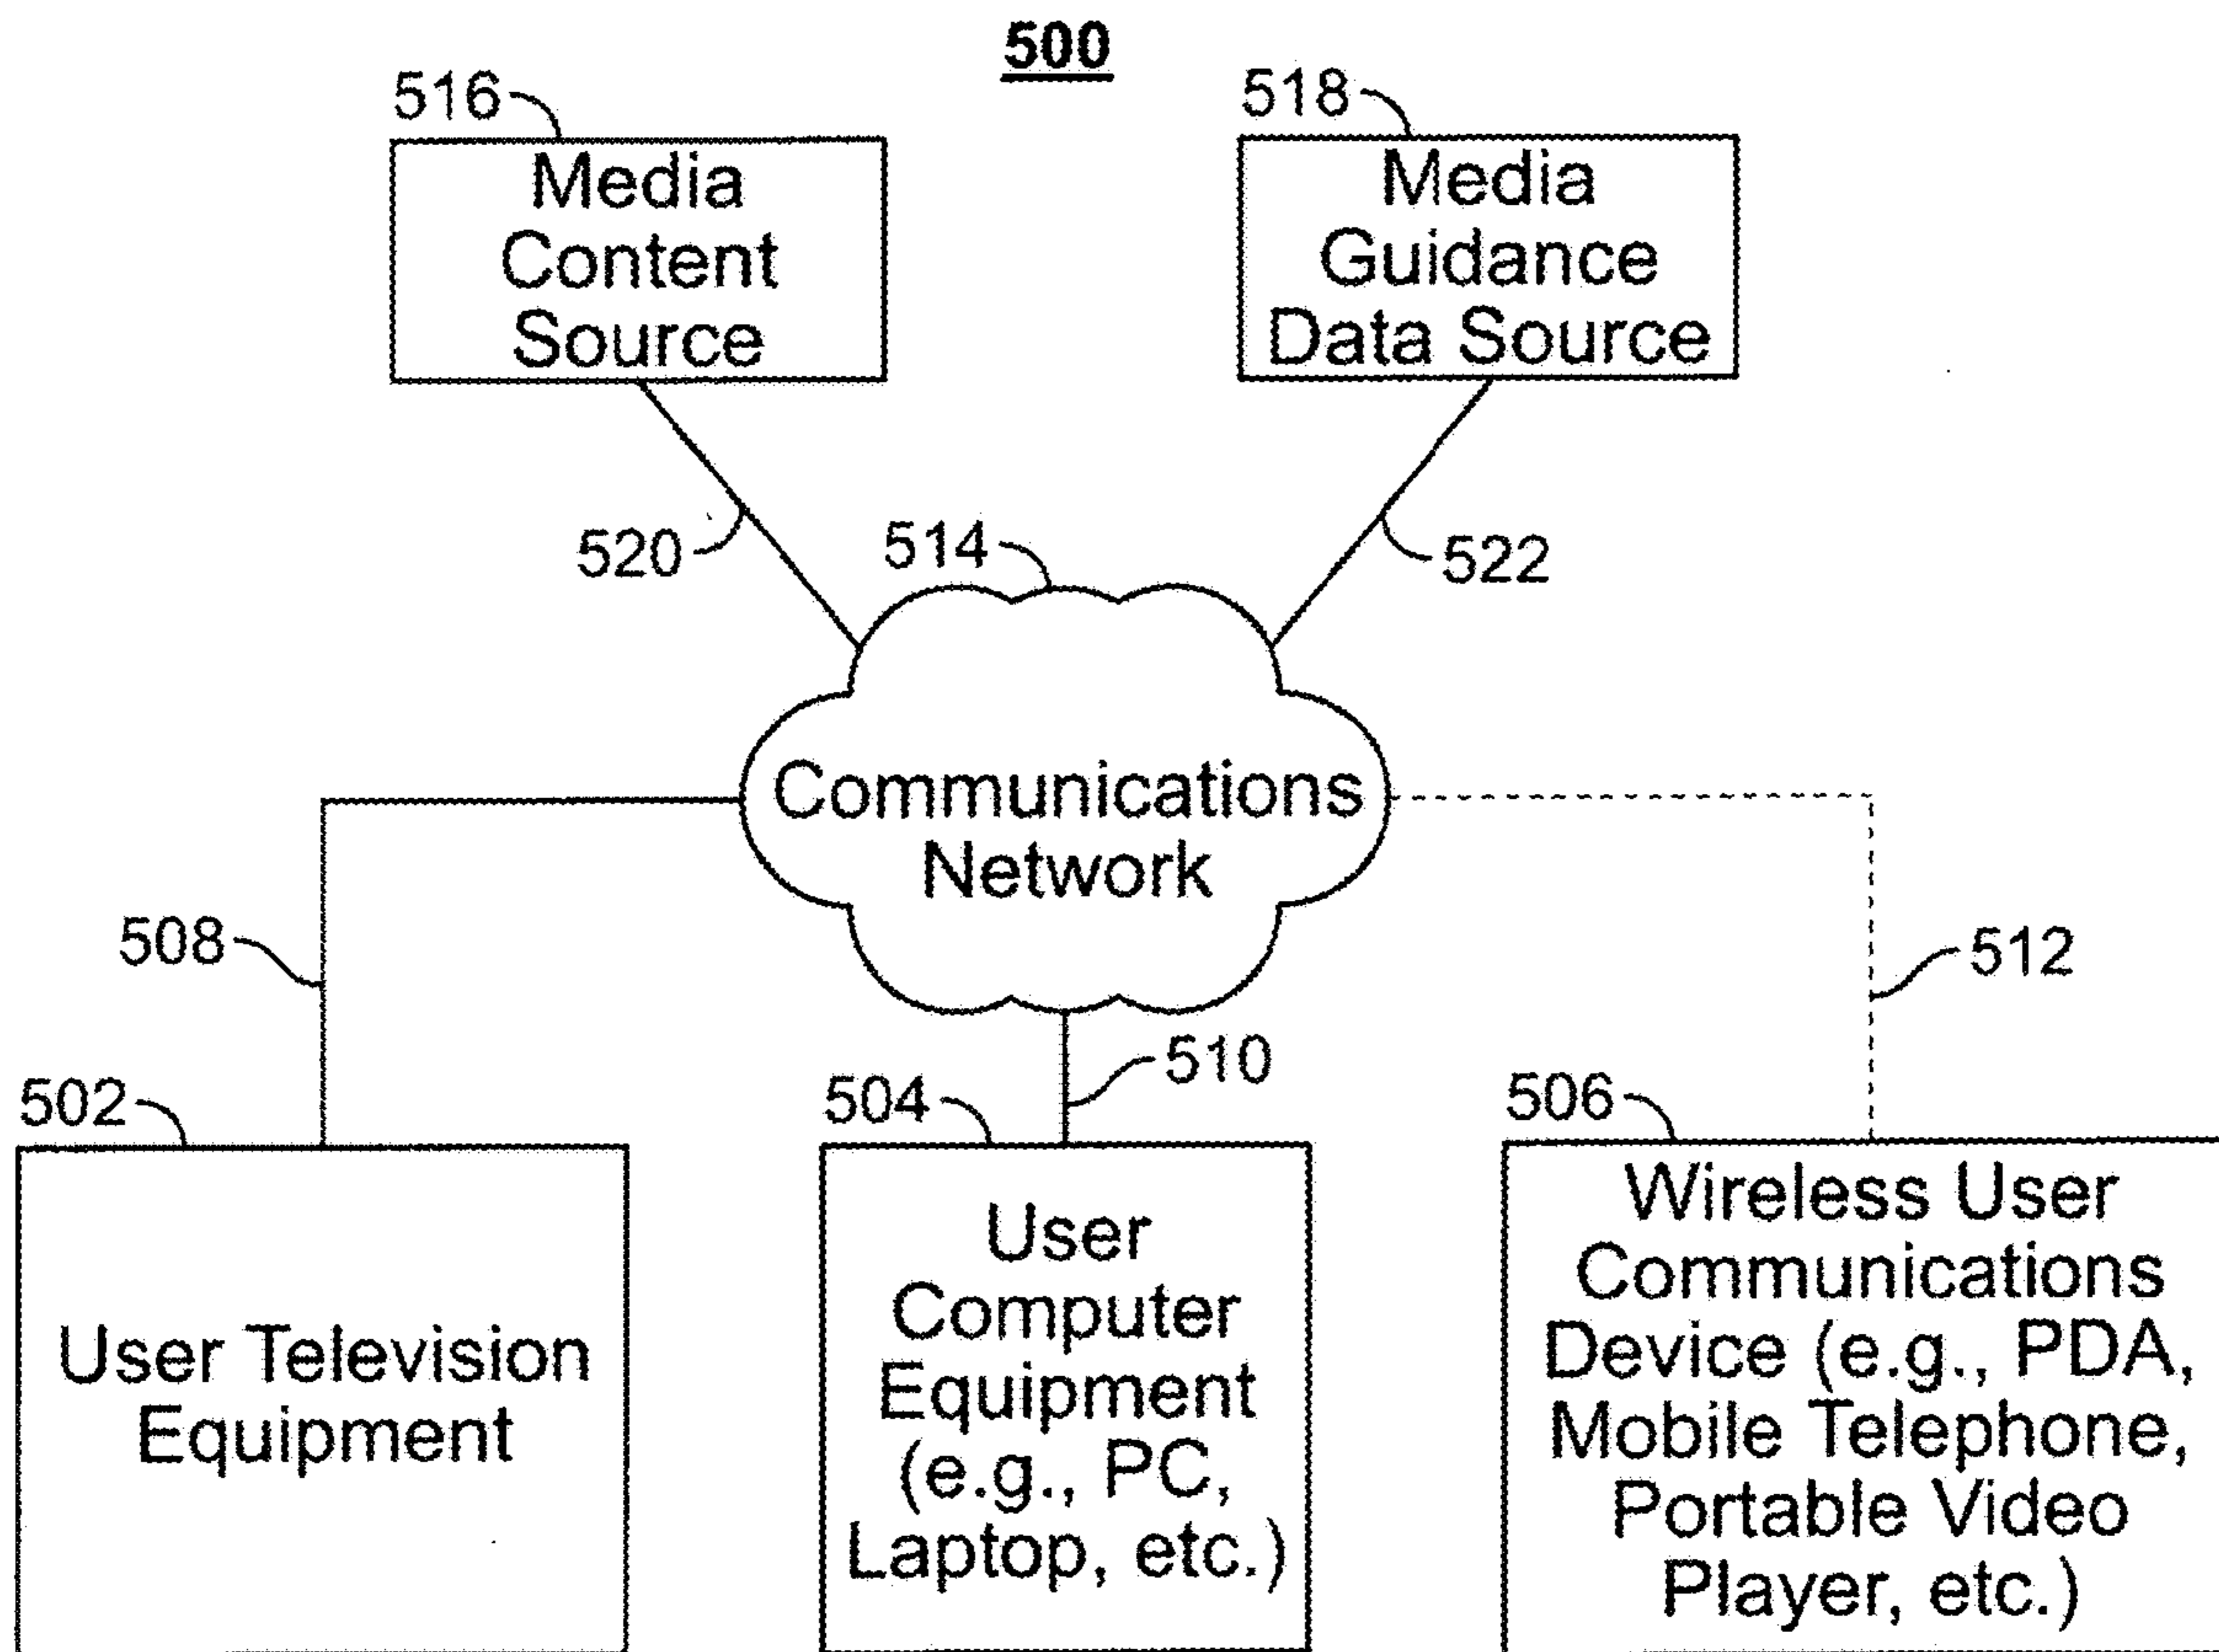 500
516
518
Media
Content
Source
Media
Guidance
Data Source
520
514
522
Communications
Network
508
512
510
502
504
506
User Television
Equipment
User
Computer
Equipment
(e.g., PC,
Laptop, etc.)
Wireless User
Communications
Device (e.g., PDA,
Mobile Telephone,
Portable Video
Player, etc.)